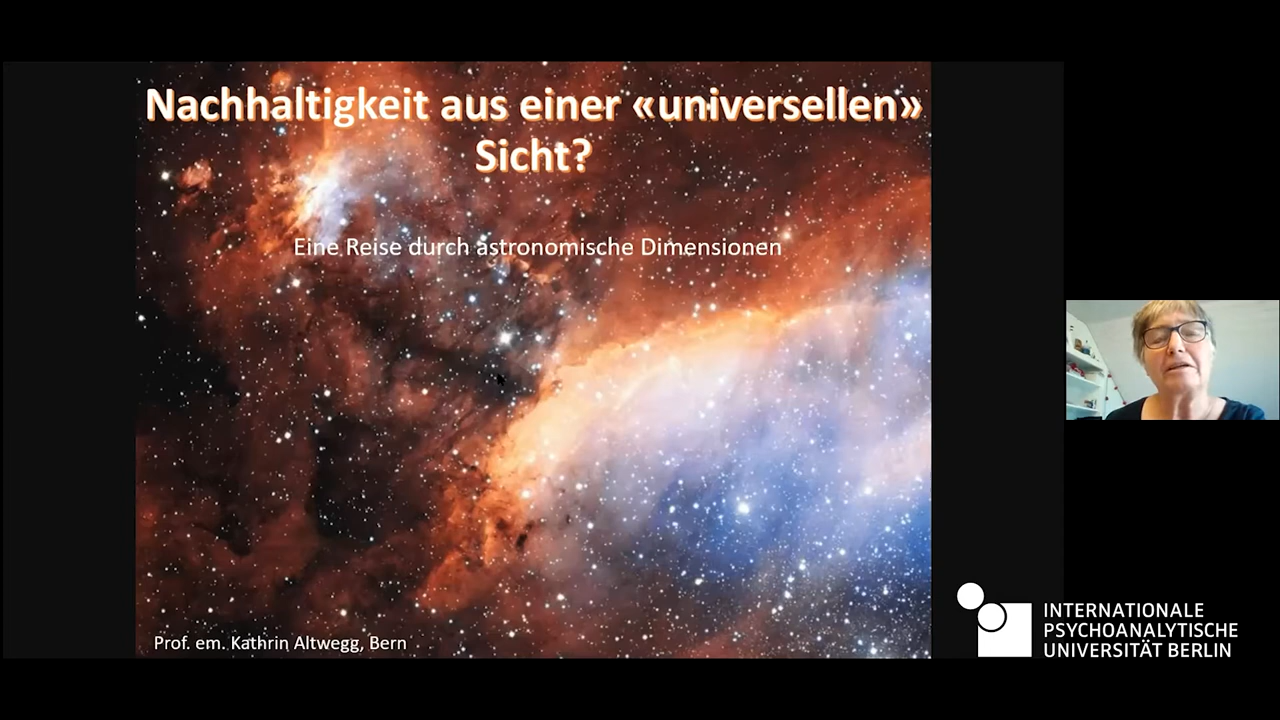 Nachhaltigkeit aus einer «universellen»
Sicht?
Eine Reise durch astronomische Dimensionen
Prof. em. Kathrin Altwegg, Bern
INTERNATIONALE
PSYCHOANALYTISCHE
UNIVERSITÄT BERLIN